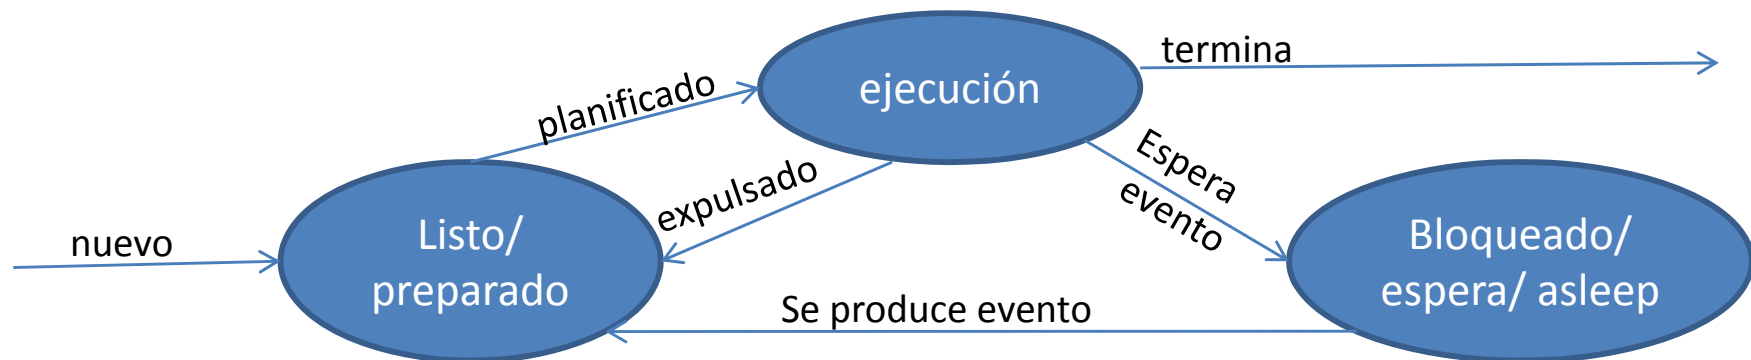 termina
ejecución
planificado
Espera
evento
expulsado
nuevo
Listo/
preparado
Bloqueado/
espera/ asleep
Se produce evento